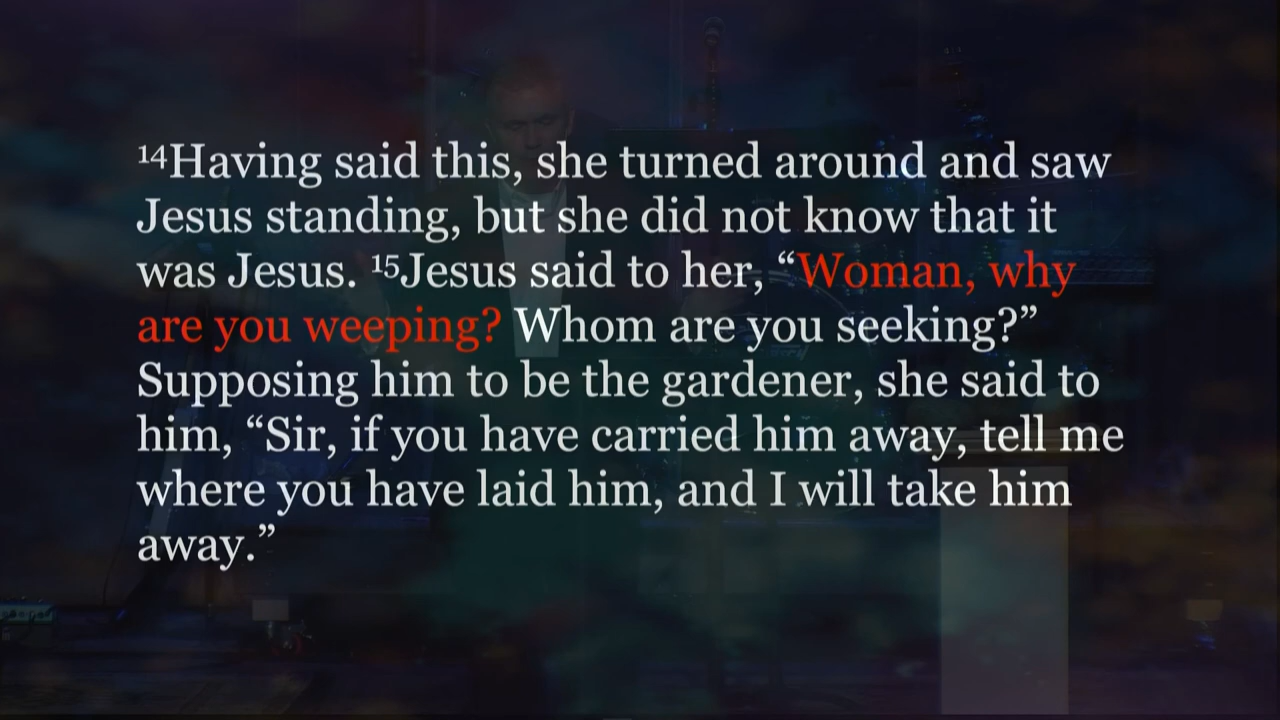 ¹⁴Having said this, she turned around and saw
Jesus standing, but she did not know that it
was Jesus. ¹⁵Jesus said to her, “Woman, why
are you weeping? Whom are you seeking?”
Supposing him to be the gardener, she said to
him, “Sir, if you have carried him away, tell me
where you have laid him, and I will take him
away.”